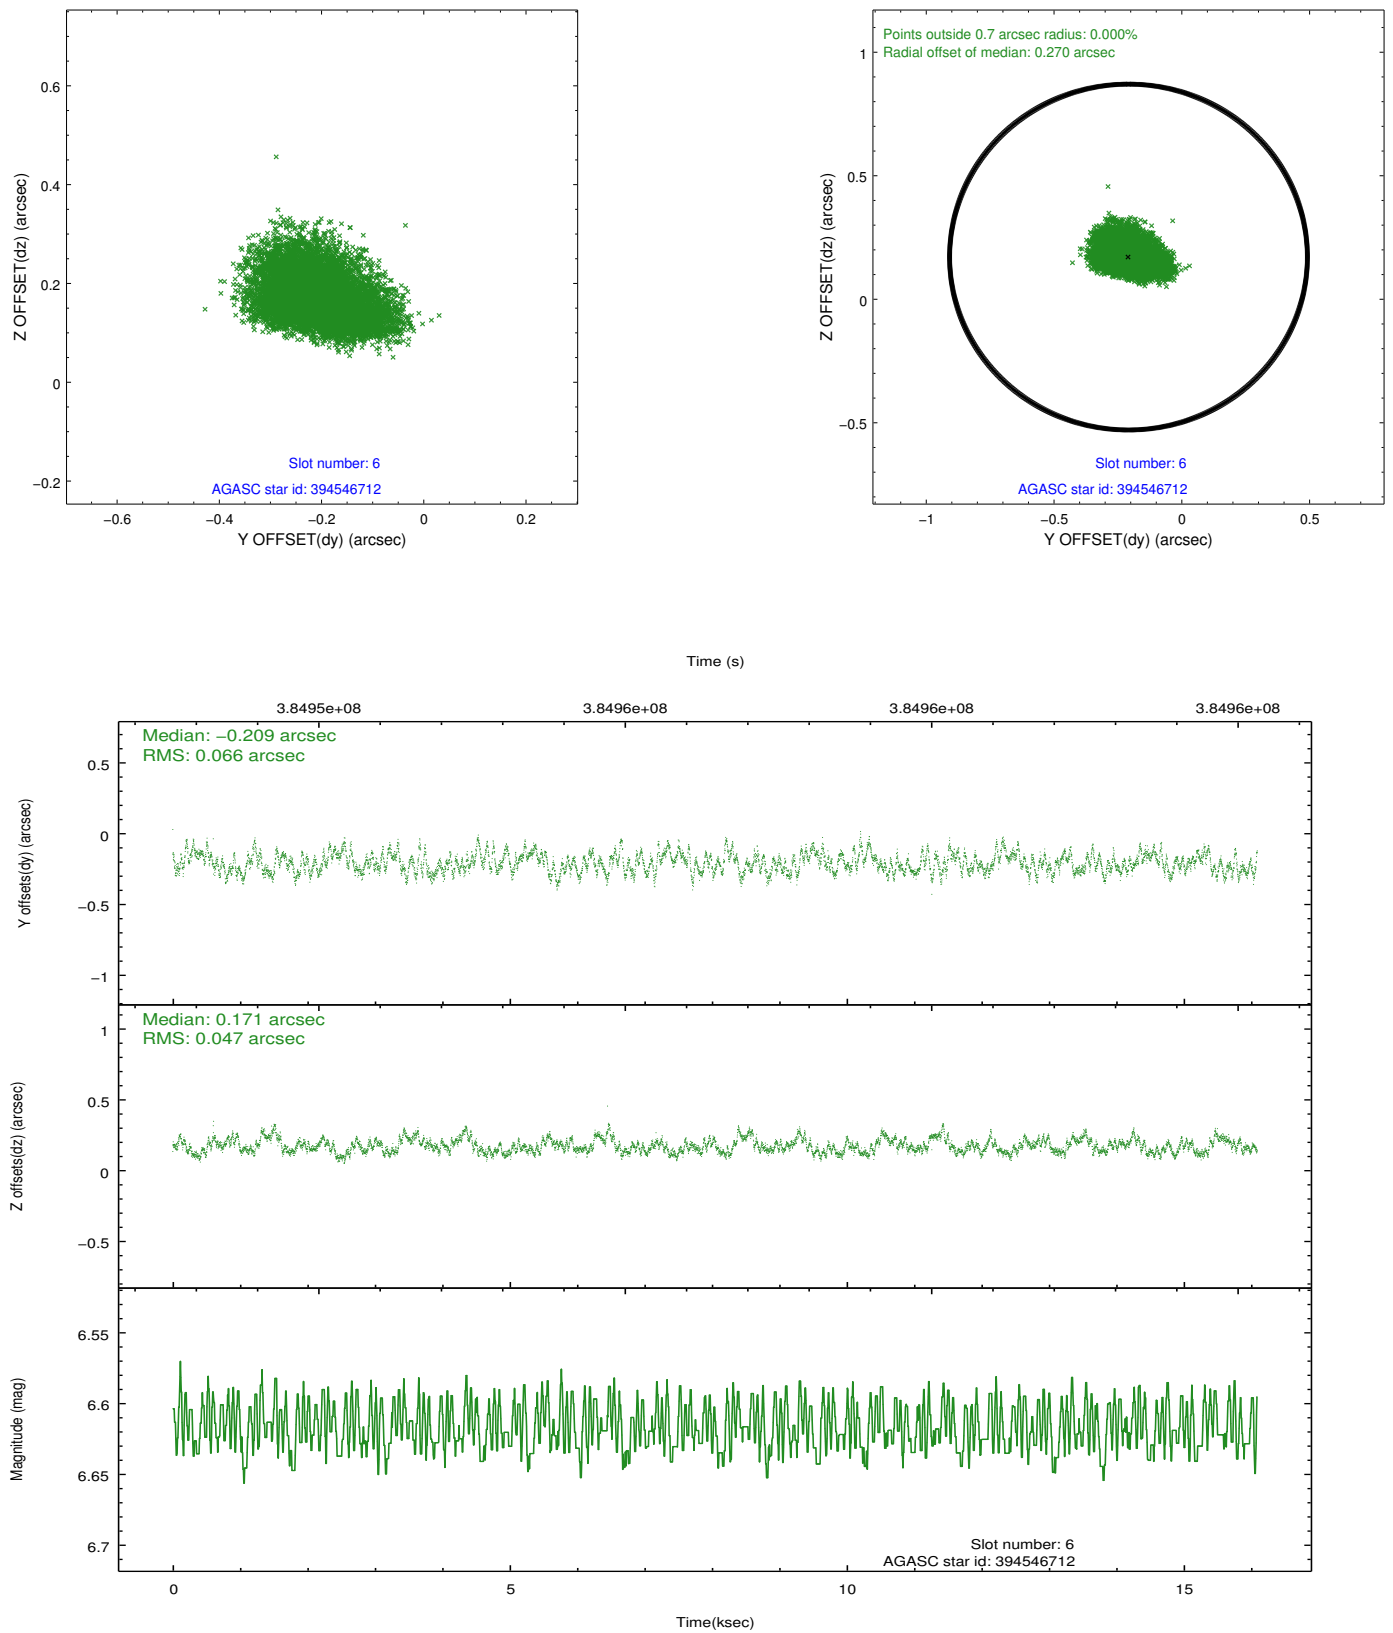 0.6
0.4
0.2
0
−0.2
−0.6
−0.4
−0.2
0
0.2
Z OFFSET(dz) (arcsec)
Y OFFSET(dy) (arcsec)
Slot number: 6
AGASC star id: 394546712
Points outside 0.7 arcsec radius: 0.000%
Radial offset of median: 0.270 arcsec
1
0.5
0
−0.5
−1
−0.5
0
0.5
Z OFFSET(dz) (arcsec)
Y OFFSET(dy) (arcsec)
Slot number: 6
AGASC star id: 394546712
Time (s)
3.8495e+08
3.8496e+08
3.8496e+08
3.8496e+08
Median: −0.209 arcsec
RMS: 0.066 arcsec
0.5
0
−0.5
−1
Y offsets(dy) (arcsec)
Median: 0.171 arcsec
RMS: 0.047 arcsec
1
0.5
0
−0.5
Z offsets(dz) (arcsec)
6.55
6.6
6.65
6.7
Magnitude (mag)
Slot number: 6
AGASC star id: 394546712
0
5
10
15
Time(ksec)